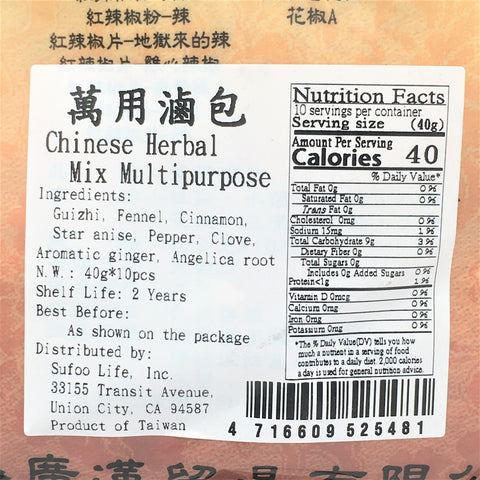 紅辣椒粉-辣
花椒A
紅辣椒片-地獄來的辣
萬用滷包
Chinese Herbal
Mix Multipurpose
Ingredients:
Guizhi, Fennel, Cinnamon,
Star anise, Pepper, Clove,
Aromatic ginger, Angelica root
N.W.: 40g*10pcs
Shelf Life: 2 Years
Best Before:
As shown on the package
Distributed by:
Sufoo Life, Inc.
33155 Transit Avenue,
Union City, CA 94587
Product of Taiwan
Nutrition Facts
10 servings per container
Serving size (40g)
Amount Per Serving
Calories 40
% Daily Value*
Total Fat 0g 0%
Saturated Fat 0g 0%
Trans Fat 0g
Cholesterol 0mg 0%
Sodium 15mg 1%
Total Carbohydrate 9g 3%
Dietary Fiber 0g 0%
Total Sugars 0g
Includes 0g Added Sugars 0%
Protein<1g 1%
Vitamin D 0mcg 0%
Calcium 0mg 0%
Iron 0mg 0%
Potassium 0mg 0%
*The % Daily Value(DV) tells you how
much a nutrient in a serving of food
contributes to a daily diet. 2,000 calories
a day is used for general nutrition advice.
4 716609 525481